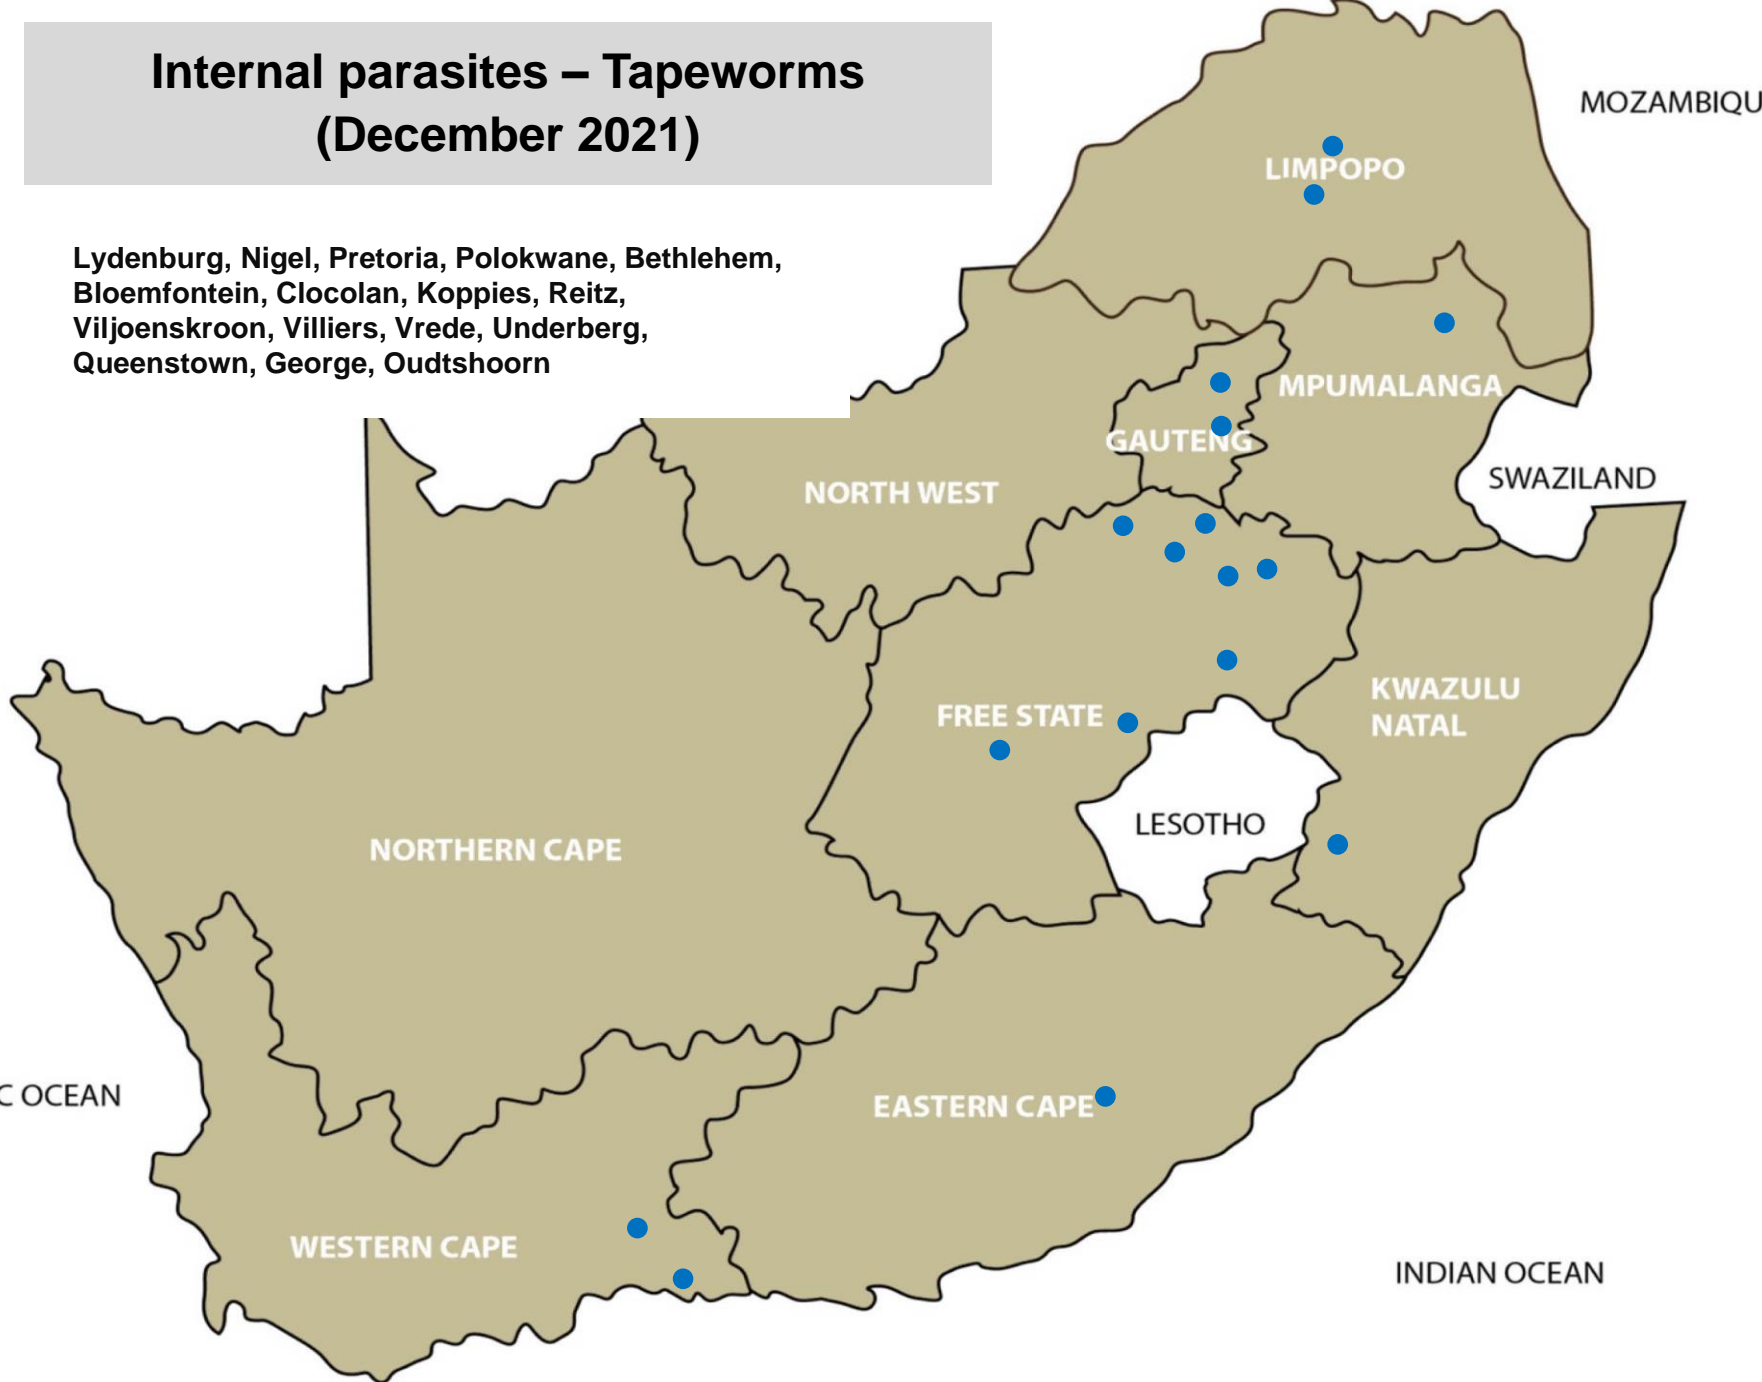 Internal parasites – Tapeworms
(December 2021)
Lydenburg, Nigel, Pretoria, Polokwane, Bethlehem,
Bloemfontein, Clocolan, Koppies, Reitz,
Viljoenskroon, Villiers, Vrede, Underberg,
Queenstown, George, Oudtshoorn
MOZAMBIQU
LIMPOPO
MPUMALANGA
GAUTENG
SWAZILAND
NORTH WEST
KWAZULU
NATAL
FREE STATE
LESOTHO
NORTHERN CAPE
C OCEAN
EASTERN CAPE
WESTERN CAPE
INDIAN OCEAN